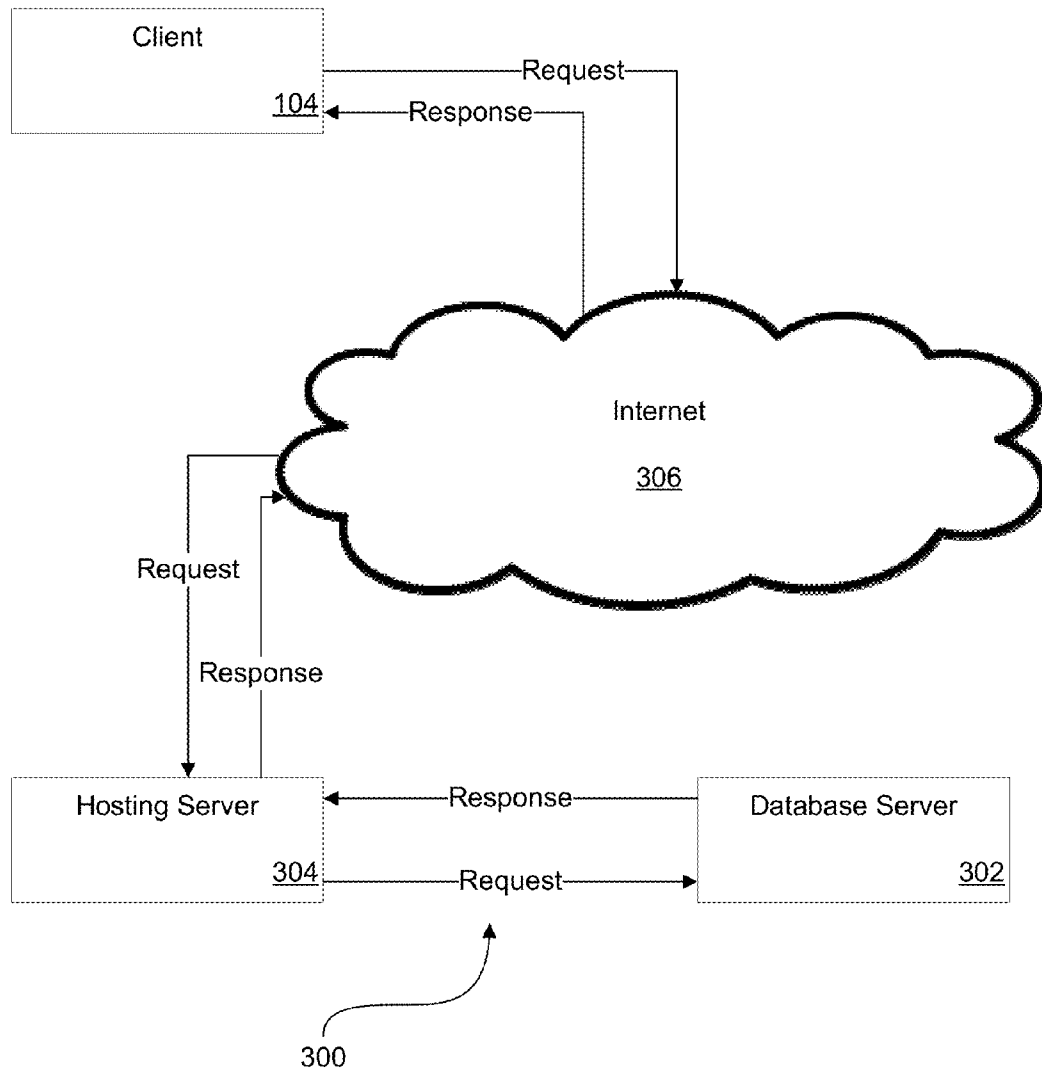 Client
104
Request
Response
Internet
306
Request
Response
Hosting Server
304
Response
Request
Database Server
302
300